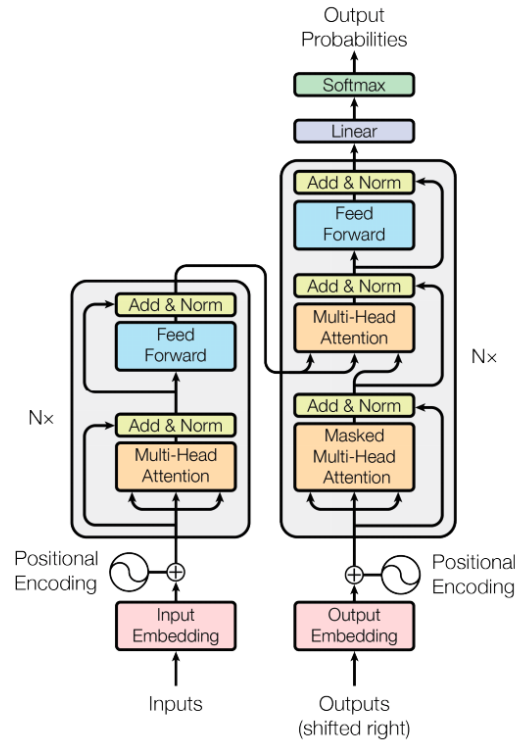 Output
Probabilities
Softmax
Linear
Add & Norm
Feed
Forward
Add & Norm
Multi-Head
Attention
Add & Norm
Masked
Multi-Head
Attention
Nx
Positional
Encoding
Output
Embedding
Outputs
(shifted right)
Add & Norm
Feed
Forward
Add & Norm
Multi-Head
Attention
Nx
Positional
Encoding
Input
Embedding
Inputs